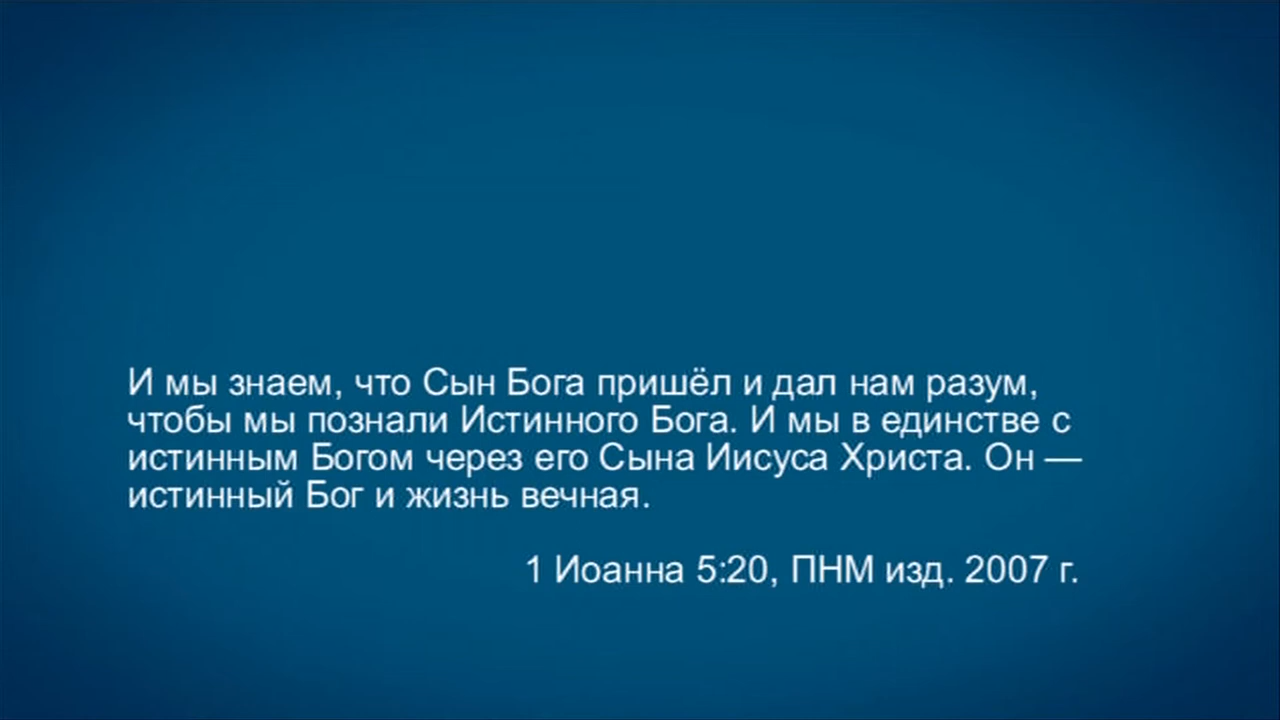 И мы знаем, что Сын Бога пришёл и дал нам разум,
чтобы мы познали Истинного Бога. И мы в единстве с
истинным Богом через его Сына Иисуса Христа. Он —
истинный Бог и жизнь вечная.
1 Иоанна 5:20, ПНМ изд. 2007 г.